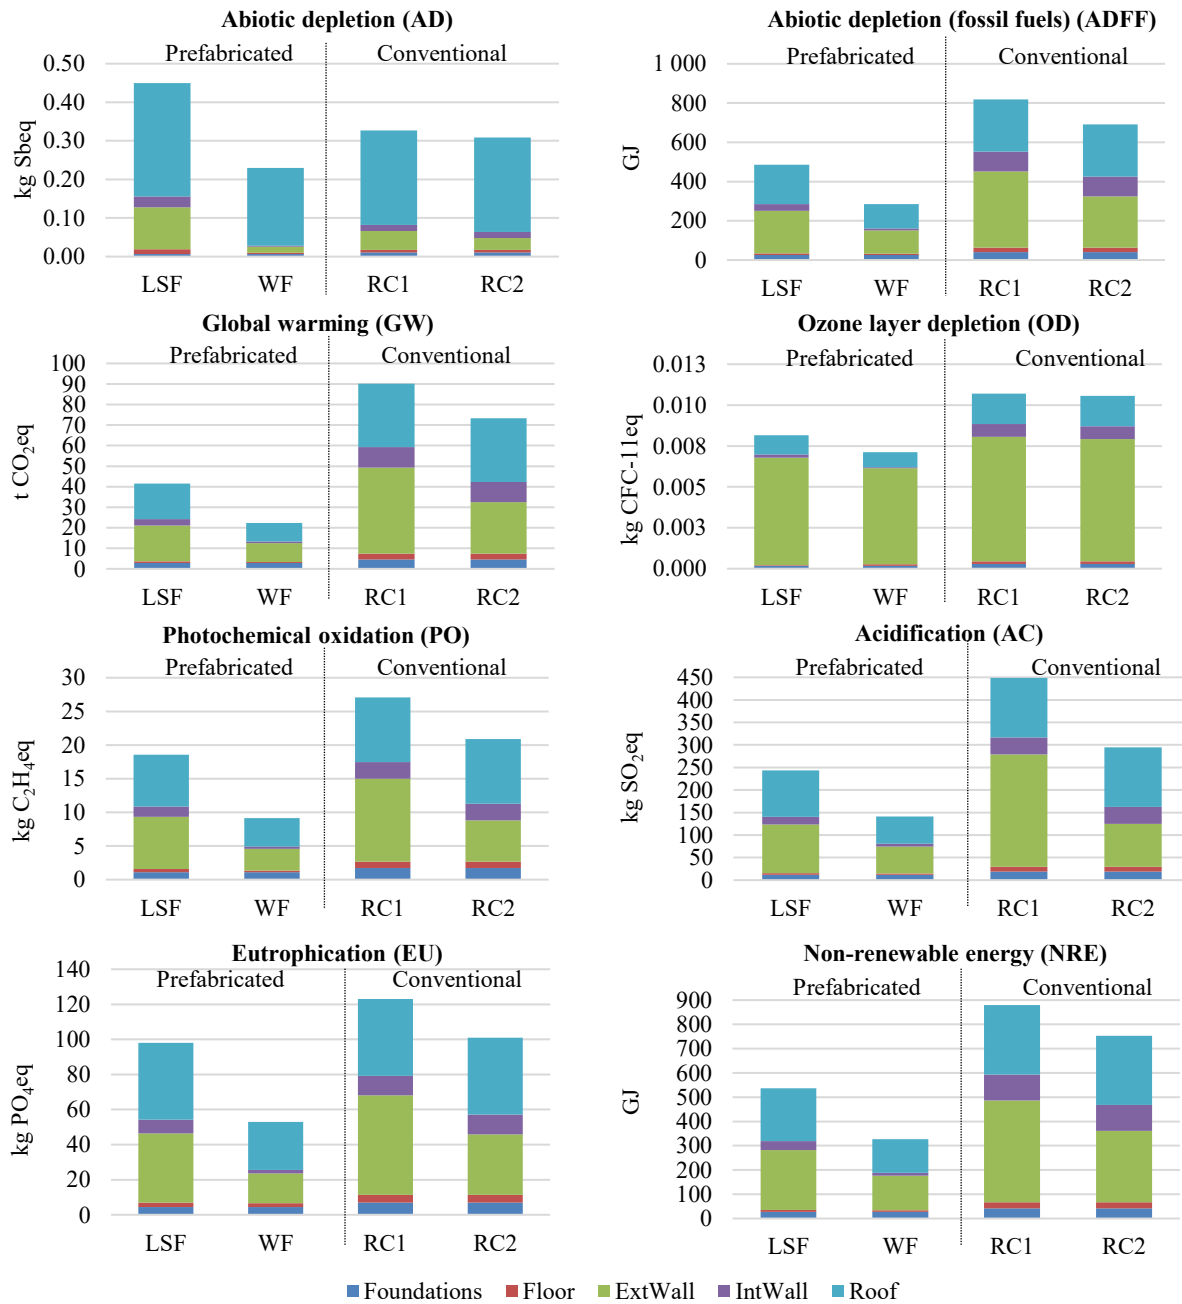 Abiotic depletion (AD)
Prefabricated Conventional
0.50
0.40
0.30
0.20
0.10
0.00
kg Sbeq
LSF WF RC1 RC2
Abiotic depletion (fossil fuels) (ADFF)
Prefabricated Conventional
1 000
800
600
400
200
0
GJ
LSF WF RC1 RC2
Global warming (GW)
Prefabricated Conventional
100
90
80
70
60
50
40
30
20
10
0
t CO₂eq
LSF WF RC1 RC2
Ozone layer depletion (OD)
Prefabricated Conventional
0.013
0.010
0.008
0.005
0.003
0.000
kg CFC-11eq
LSF WF RC1 RC2
Photochemical oxidation (PO)
Prefabricated Conventional
30
25
20
15
10
5
0
kg C₂H₄eq
LSF WF RC1 RC2
Acidification (AC)
Prefabricated Conventional
450
400
350
300
250
200
150
100
50
0
kg SO₂eq
LSF WF RC1 RC2
Eutrophication (EU)
Prefabricated Conventional
140
120
100
80
60
40
20
0
kg PO₄eq
LSF WF RC1 RC2
Non-renewable energy (NRE)
Prefabricated Conventional
900
800
700
600
500
400
300
200
100
0
GJ
LSF WF RC1 RC2
Foundations Floor ExtWall IntWall Roof